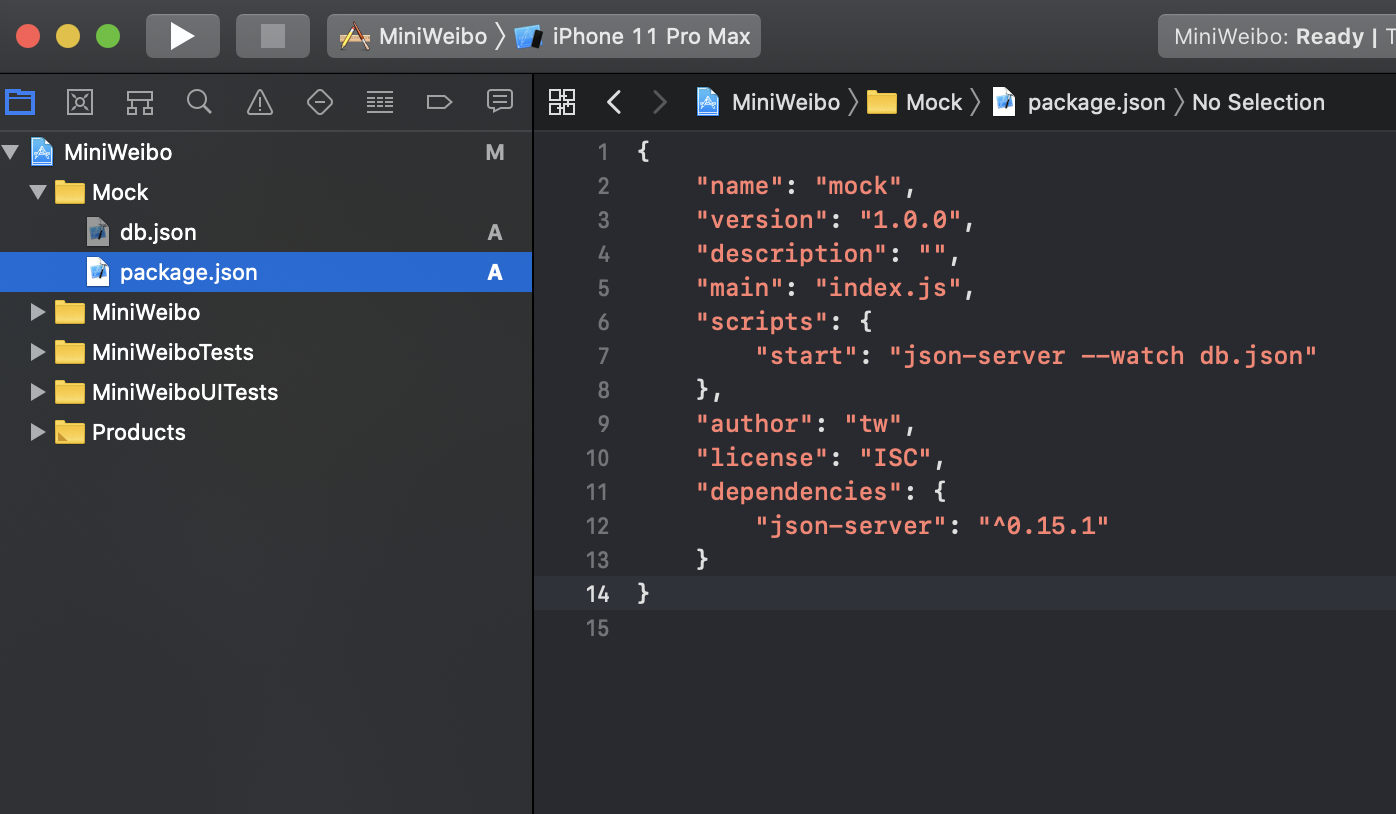 MiniWeibo 〉 iPhone 11 Pro Max
MiniWeibo: Ready | T
MiniWeibo 〉 Mock 〉 package.json 〉 No Selection
MiniWeibo M
Mock
db.json A
package.json A
MiniWeibo
MiniWeiboTests
MiniWeiboUITests
Products
1 {
2 "name": "mock",
3 "version": "1.0.0",
4 "description": "",
5 "main": "index.js",
6 "scripts": {
7 "start": "json-server --watch db.json"
8 },
9 "author": "tw",
10 "license": "ISC",
11 "dependencies": {
12 "json-server": "^0.15.1"
13 }
14 }
15